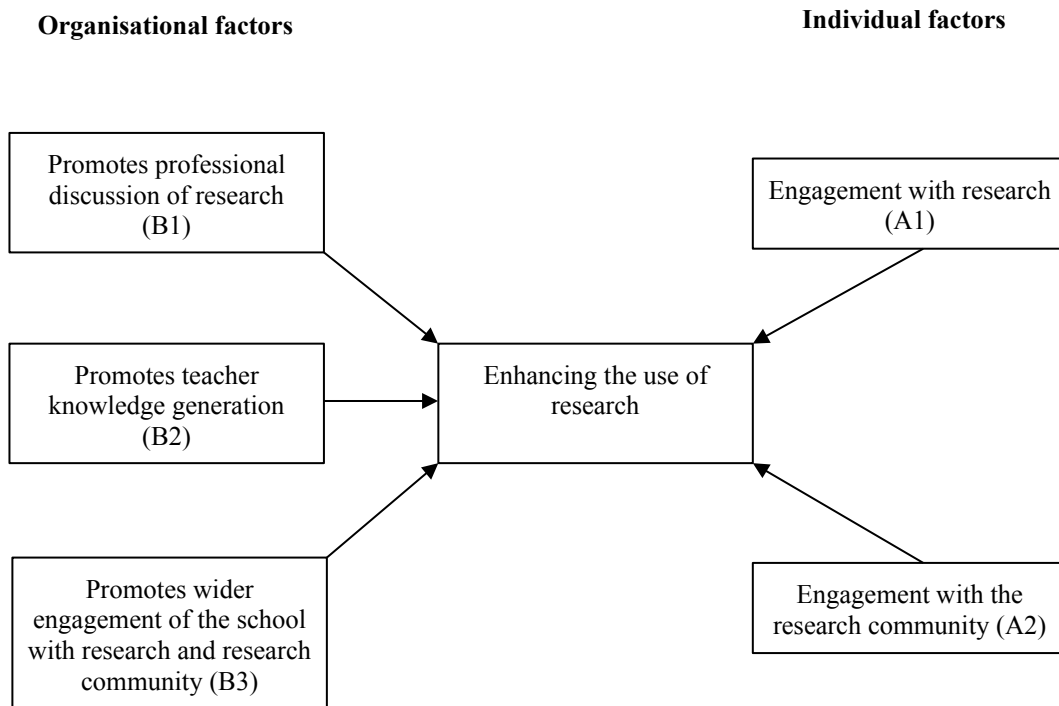 Organisational factors
Individual factors
Promotes professional
discussion of research
(B1)
Engagement with research
(A1)
Promotes teacher
knowledge generation
(B2)
Enhancing the use of
research
Promotes wider
engagement of the school
with research and research
community (B3)
Engagement with the
research community (A2)